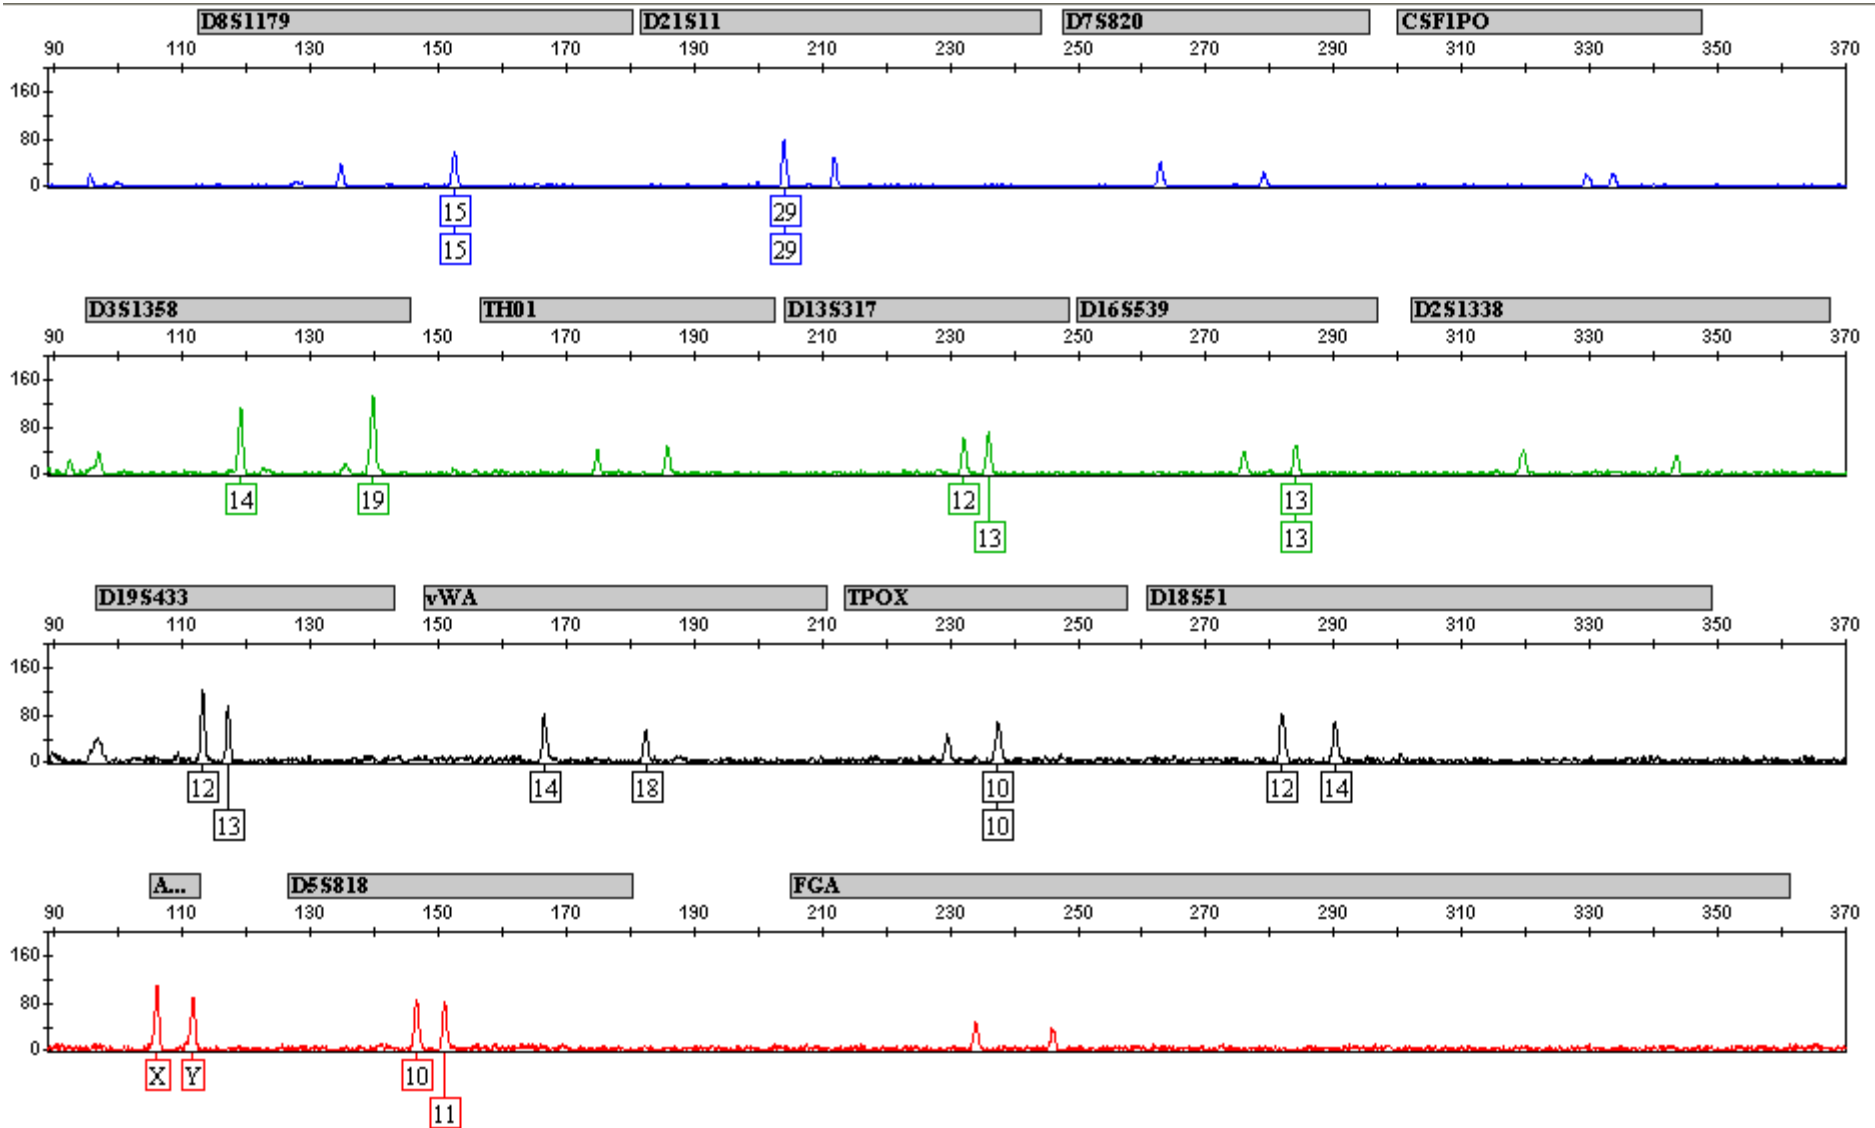 D8S1179 D21S11 D7S820 CSF1PO
90 110 130 150 170 190 210 230 250 270 290 310 330 350 370
160
80
0
15 29
15 29
D3S1358 TH01 D13S317 D16S539 D2S1338
90 110 130 150 170 190 210 230 250 270 290 310 330 350 370
160
80
0
14 19 12 13
13 13
D19S433 vWA TPOX D18S51
90 110 130 150 170 190 210 230 250 270 290 310 330 350 370
160
80
0
12 14 18 10 12 14
13 10
A... D5S818 FGA
90 110 130 150 170 190 210 230 250 270 290 310 330 350 370
160
80
0
X Y 10
11